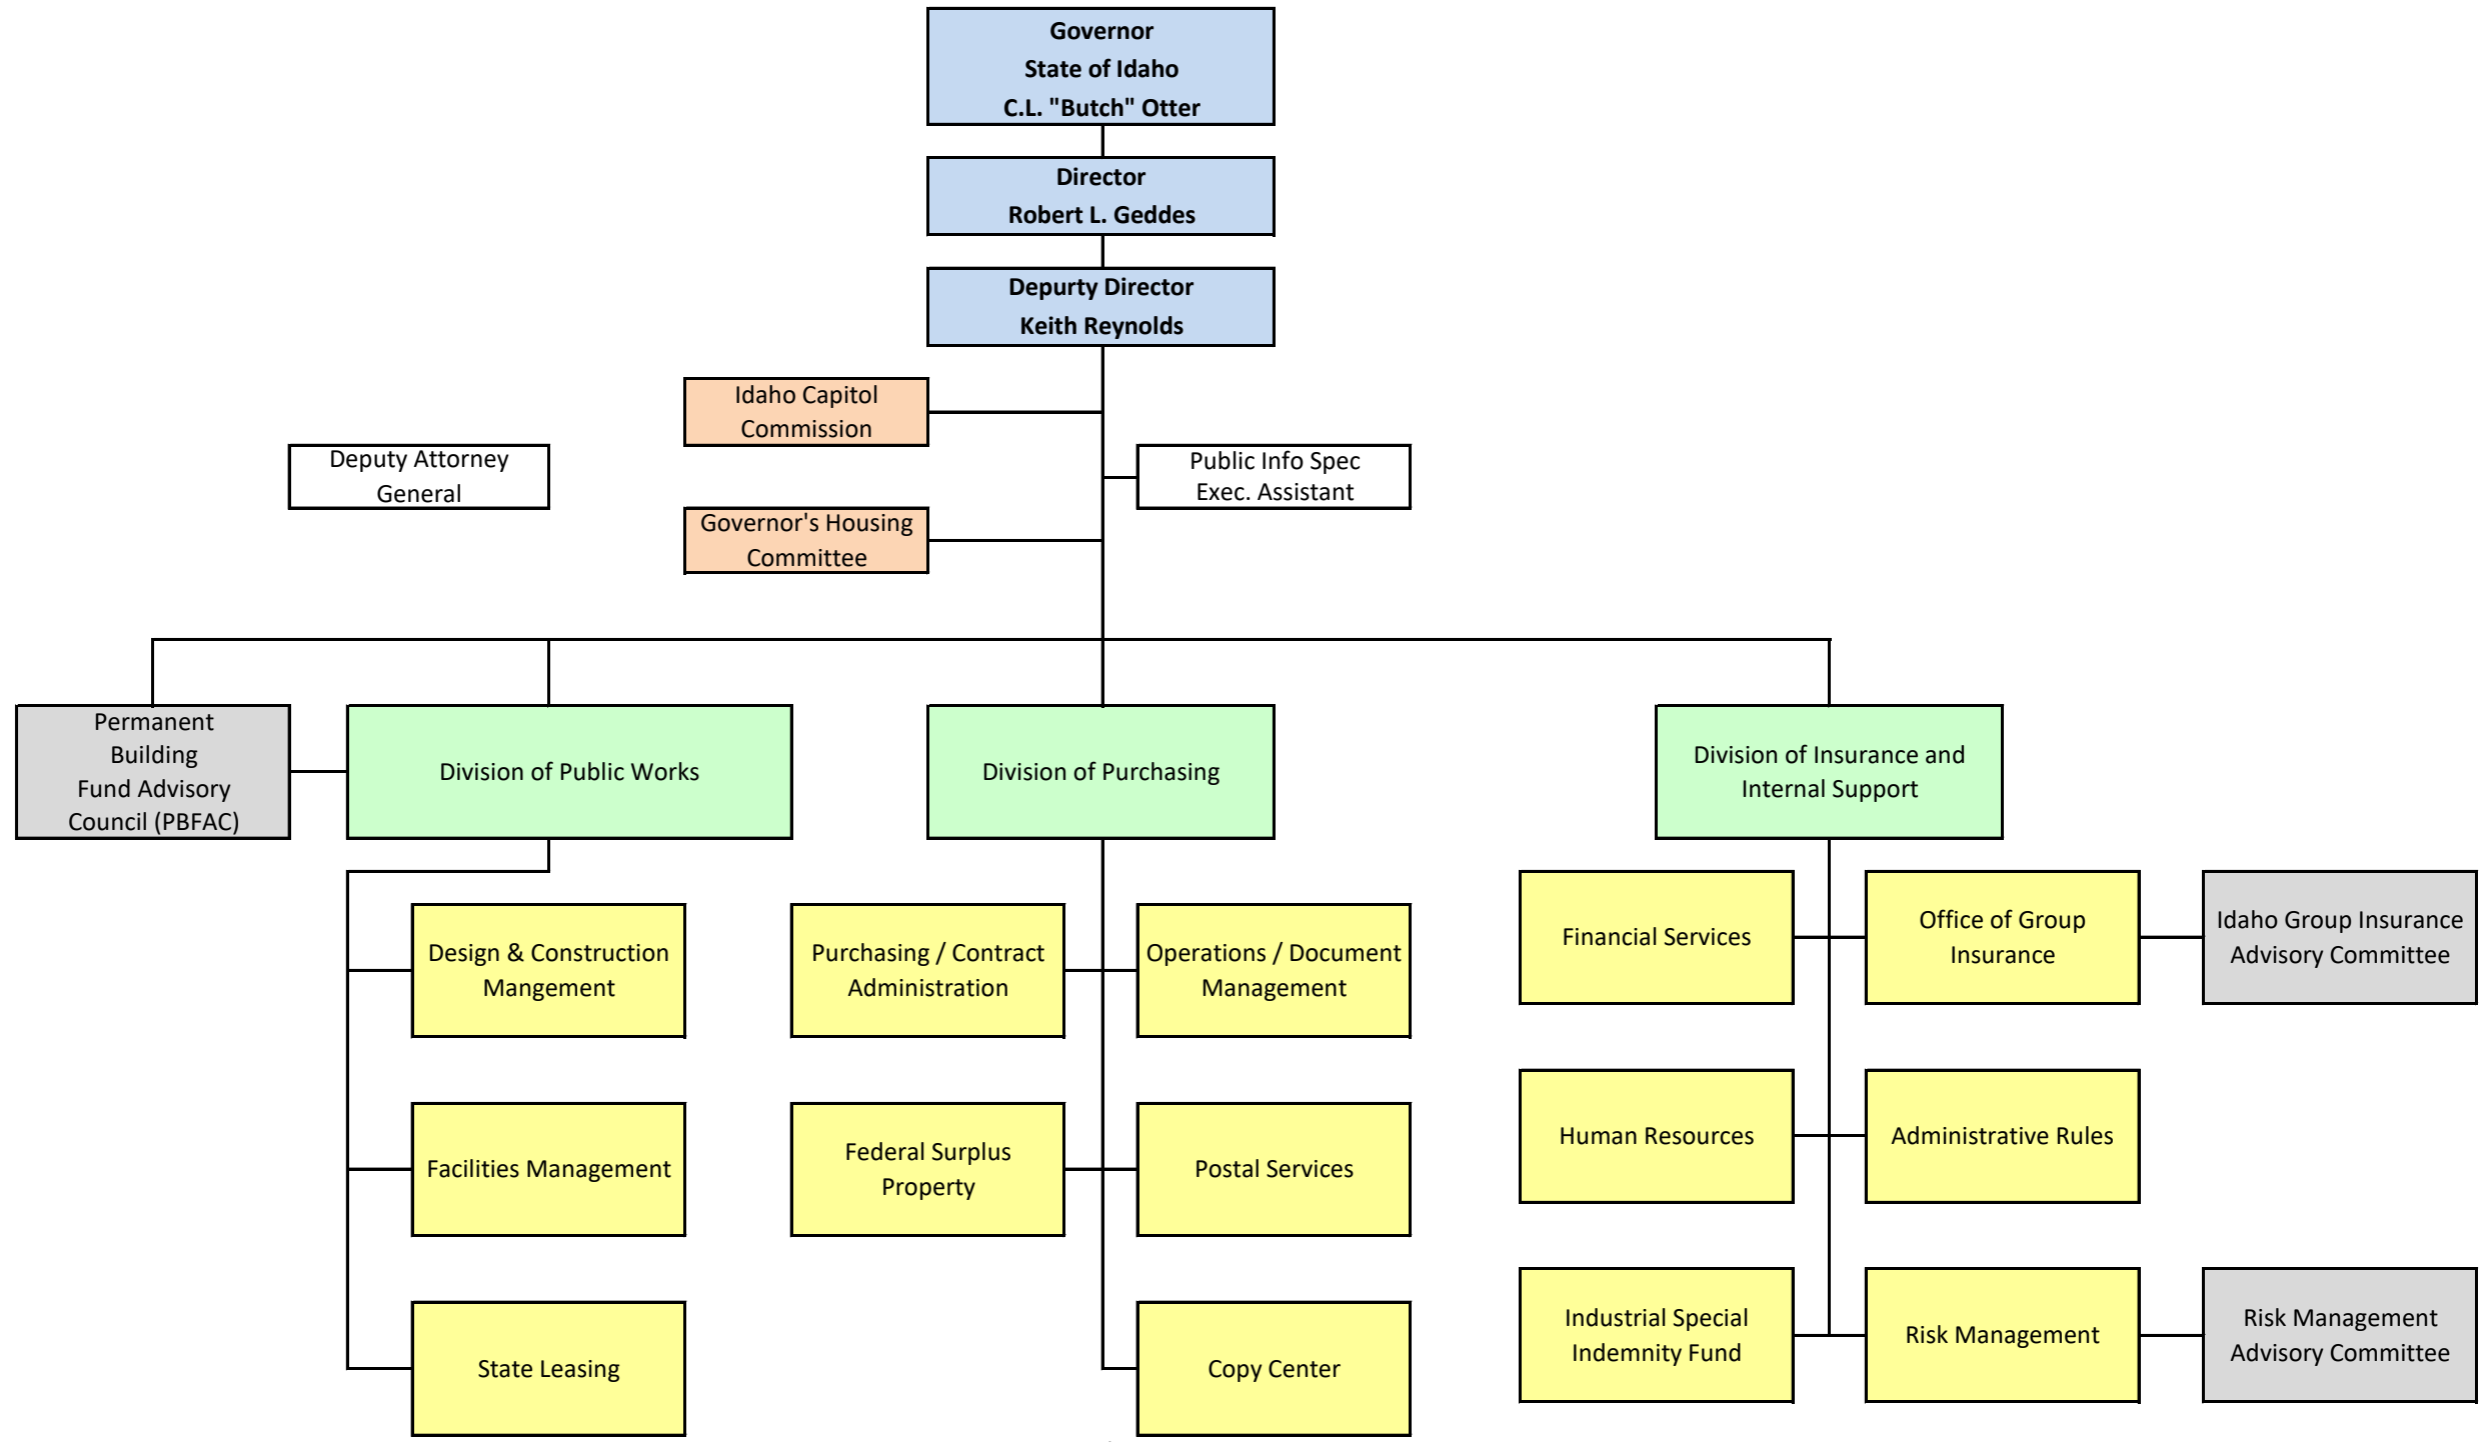 Governor
State of Idaho
C.L. "Butch" Otter
Director
Robert L. Geddes
Depurty Director
Keith Reynolds
Idaho Capitol
Commission
Deputy Attorney
General
Public Info Spec
Exec. Assistant
Governor's Housing
Committee
Permanent
Building
Fund Advisory
Council (PBFAC)
Division of Public Works
Division of Purchasing
Division of Insurance and
Internal Support
Design & Construction
Mangement
Purchasing / Contract
Administration
Operations / Document
Management
Financial Services
Office of Group
Insurance
Idaho Group Insurance
Advisory Committee
Facilities Management
Federal Surplus
Property
Postal Services
Human Resources
Administrative Rules
State Leasing
Copy Center
Industrial Special
Indemnity Fund
Risk Management
Risk Management
Advisory Committee